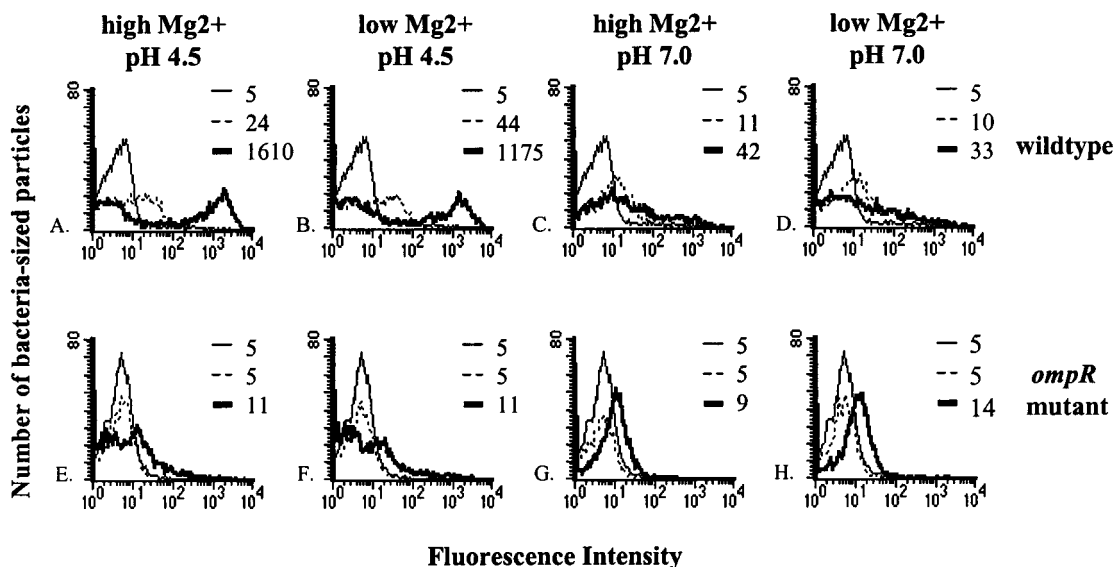 high Mg2+
pH 4.5
low Mg2+
pH 4.5
high Mg2+
pH 7.0
low Mg2+
pH 7.0
Number of bacteria-sized particles
80
5
24
1610
A.
10^0 10^1 10^2 10^3 10^4
80
5
44
1175
B.
10^0 10^1 10^2 10^3 10^4
80
5
11
42
C.
10^0 10^1 10^2 10^3 10^4
80
5
10
33
D.
10^0 10^1 10^2 10^3 10^4
wildtype
80
5
5
11
E.
10^0 10^1 10^2 10^3 10^4
80
5
5
11
F.
10^0 10^1 10^2 10^3 10^4
80
5
5
9
G.
10^0 10^1 10^2 10^3 10^4
80
5
5
14
H.
10^0 10^1 10^2 10^3 10^4
ompR
mutant
Fluorescence Intensity